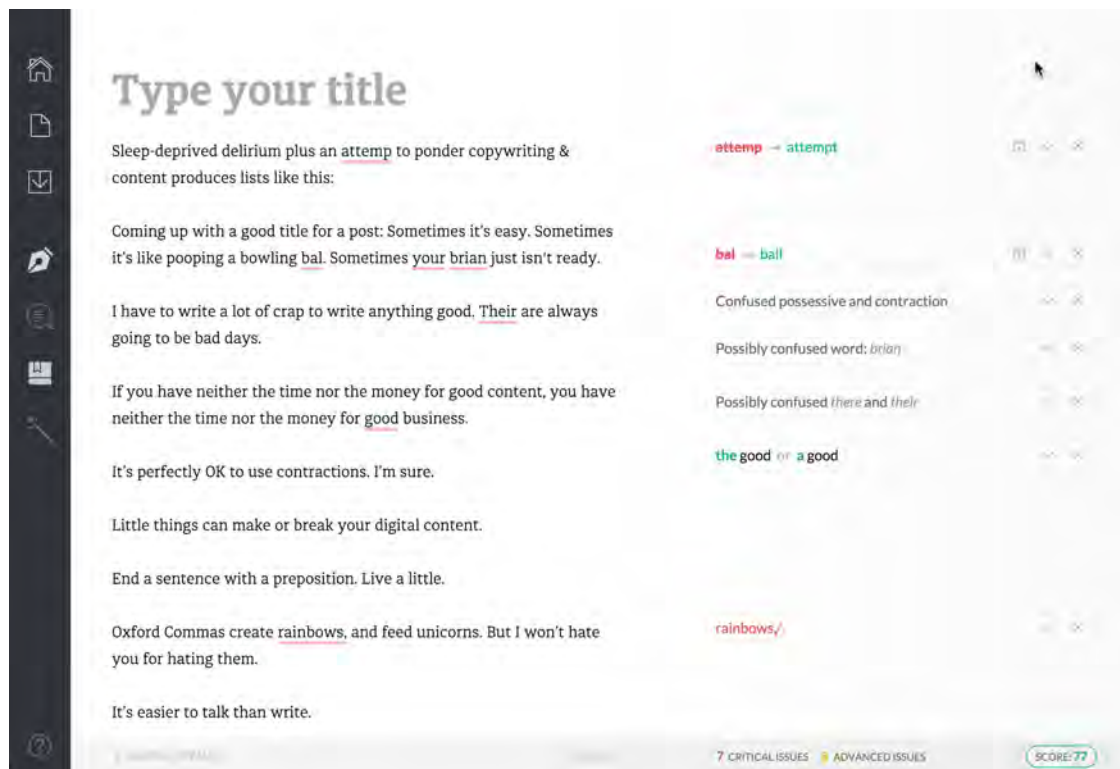 Type your title
Sleep-deprived delirium plus an attemp to ponder copywriting &
content produces lists like this:
attemp → attempt
Coming up with a good title for a post: Sometimes it's easy. Sometimes
it's like pooping a bowling bal. Sometimes your brian just isn't ready.
bal → ball
Confused possessive and contraction
I have to write a lot of crap to write anything good. Their are always
going to be bad days.
Possibly confused word: brian
If you have neither the time nor the money for good content, you have
neither the time nor the money for good business.
Possibly confused there and their
the good or a good
It's perfectly OK to use contractions. I'm sure.
Little things can make or break your digital content.
End a sentence with a preposition. Live a little.
Oxford Commas create rainbows, and feed unicorns. But I won't hate
you for hating them.
rainbows,
It's easier to talk than write.
7 CRITICAL ISSUES
ADVANCED ISSUES
SCORE: 77